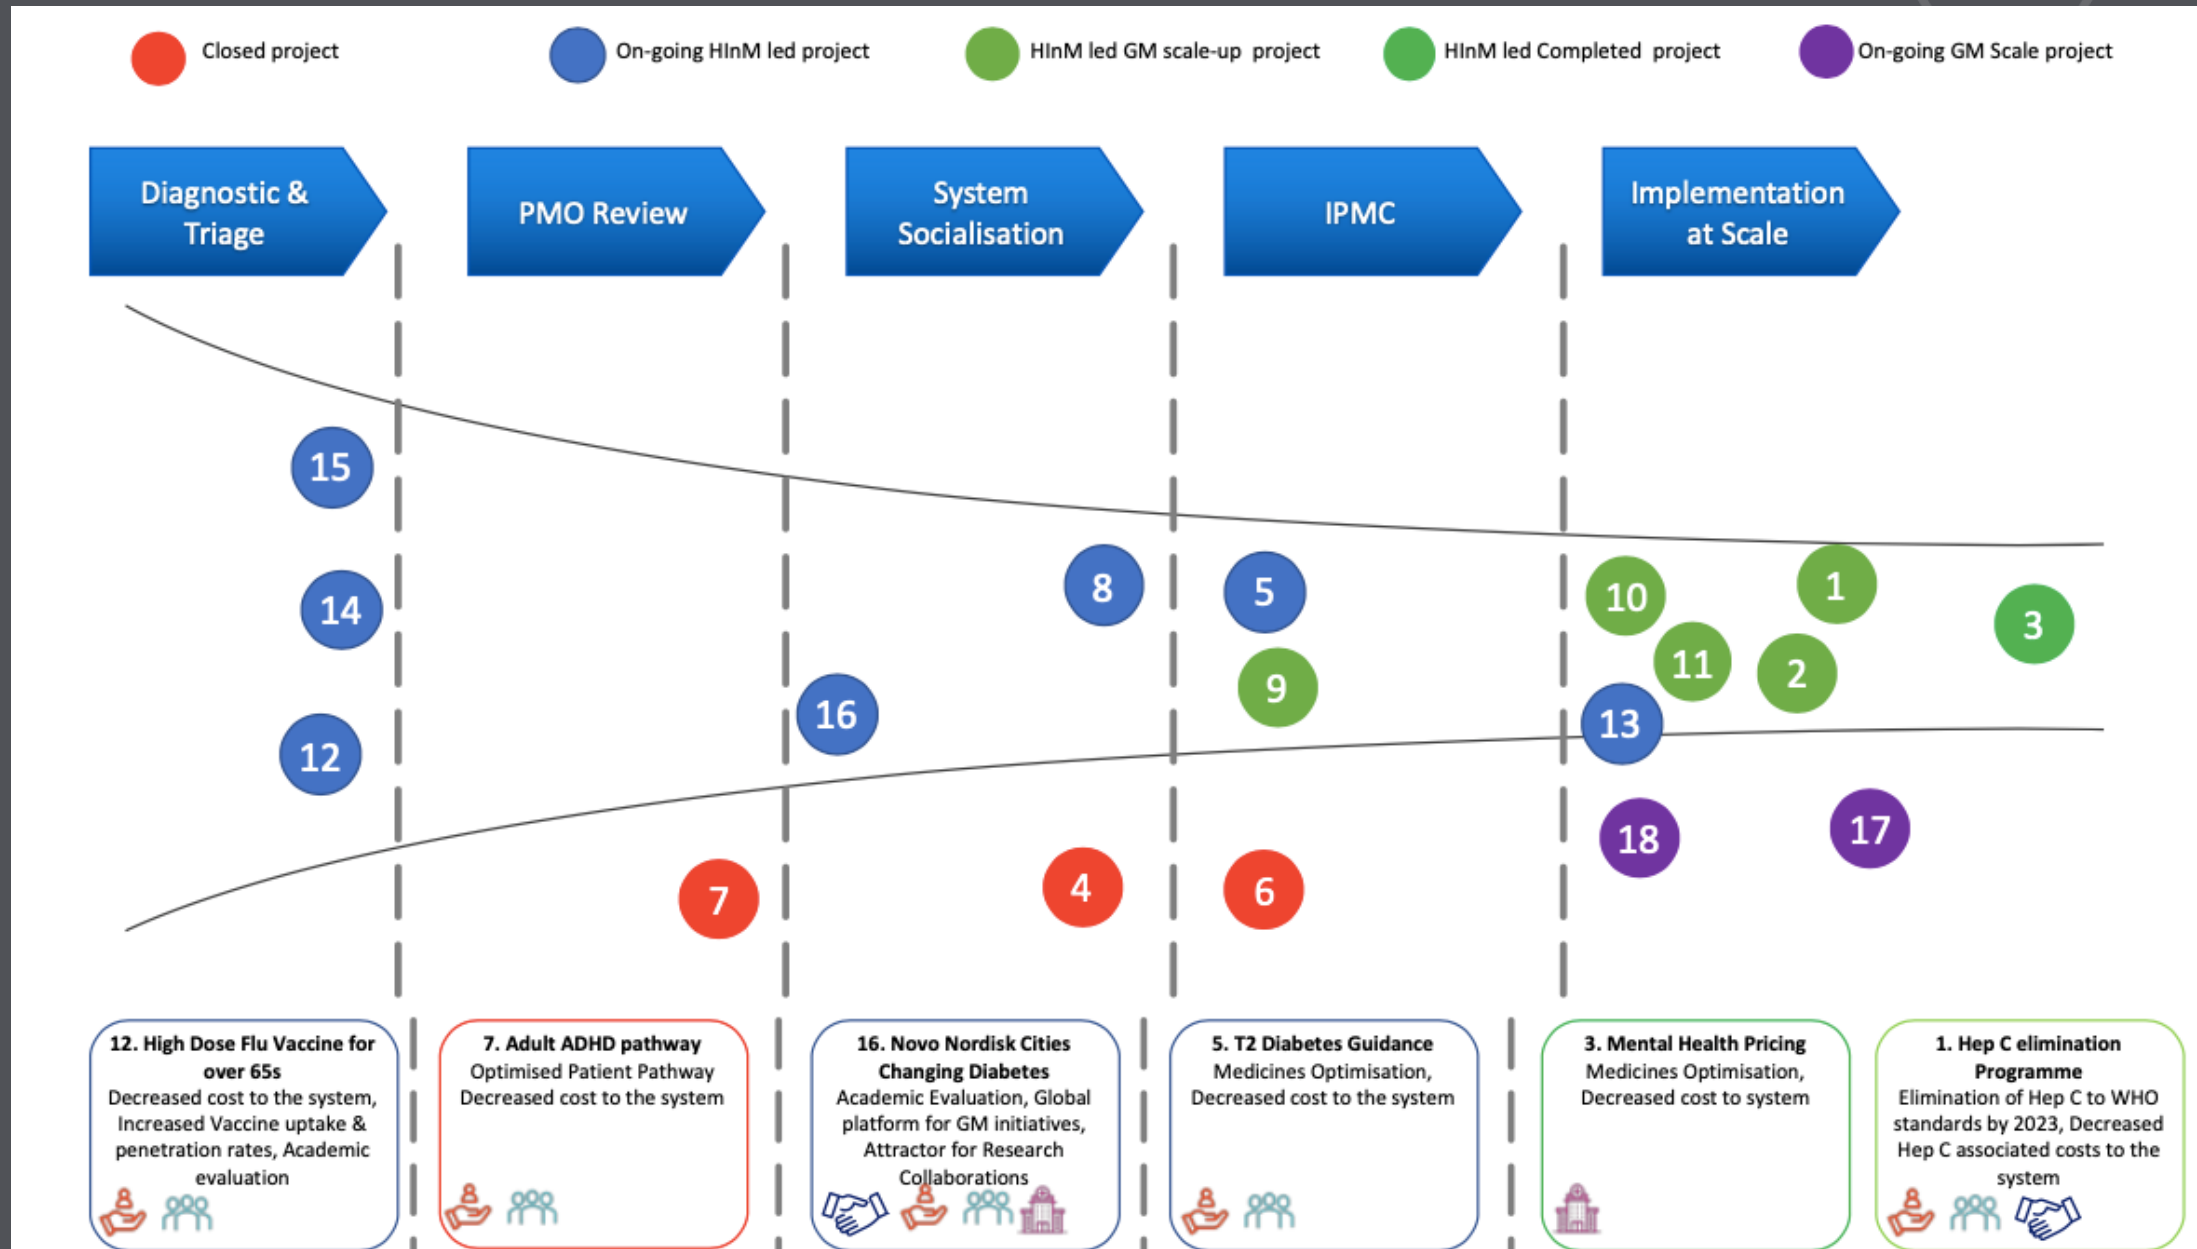 Closed project
On-going HInM led project
HInM led GM scale-up project
HInM led Completed project
On-going GM Scale project
Diagnostic &
Triage
PMO Review
System
Socialisation
IPMC
Implementation
at Scale
15
14
12
7
16
8
4
5
9
6
10
11
1
2
3
13
18
17
12. High Dose Flu Vaccine for
over 65s
Decreased cost to the system,
Increased Vaccine uptake &
penetration rates, Academic
evaluation
7. Adult ADHD pathway
Optimised Patient Pathway
Decreased cost to the system
16. Novo Nordisk Cities
Changing Diabetes
Academic Evaluation, Global
platform for GM initiatives,
Attractor for Research
Collaborations
5. T2 Diabetes Guidance
Medicines Optimisation,
Decreased cost to the system
3. Mental Health Pricing
Medicines Optimisation,
Decreased cost to system
1. Hep C elimination
Programme
Elimination of Hep C to WHO
standards by 2023, Decreased
Hep C associated costs to the
system